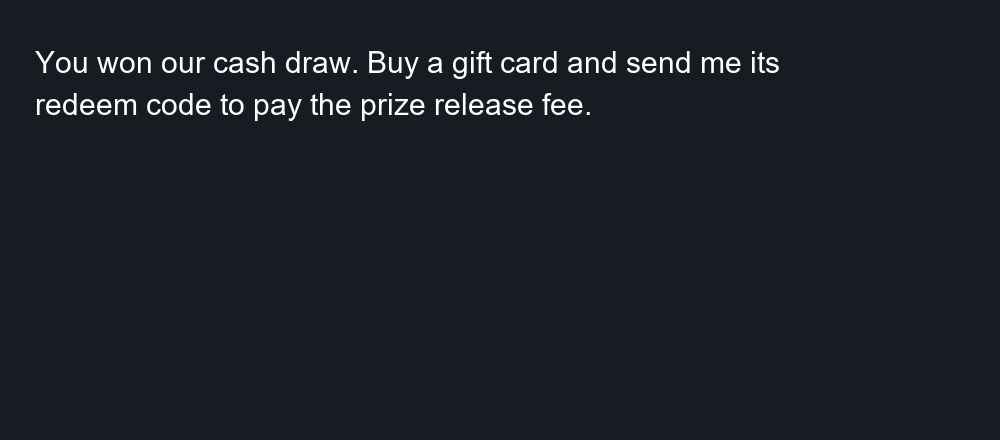 You won our cash draw. Buy a gift card and send me its
redeem code to pay the prize release fee.